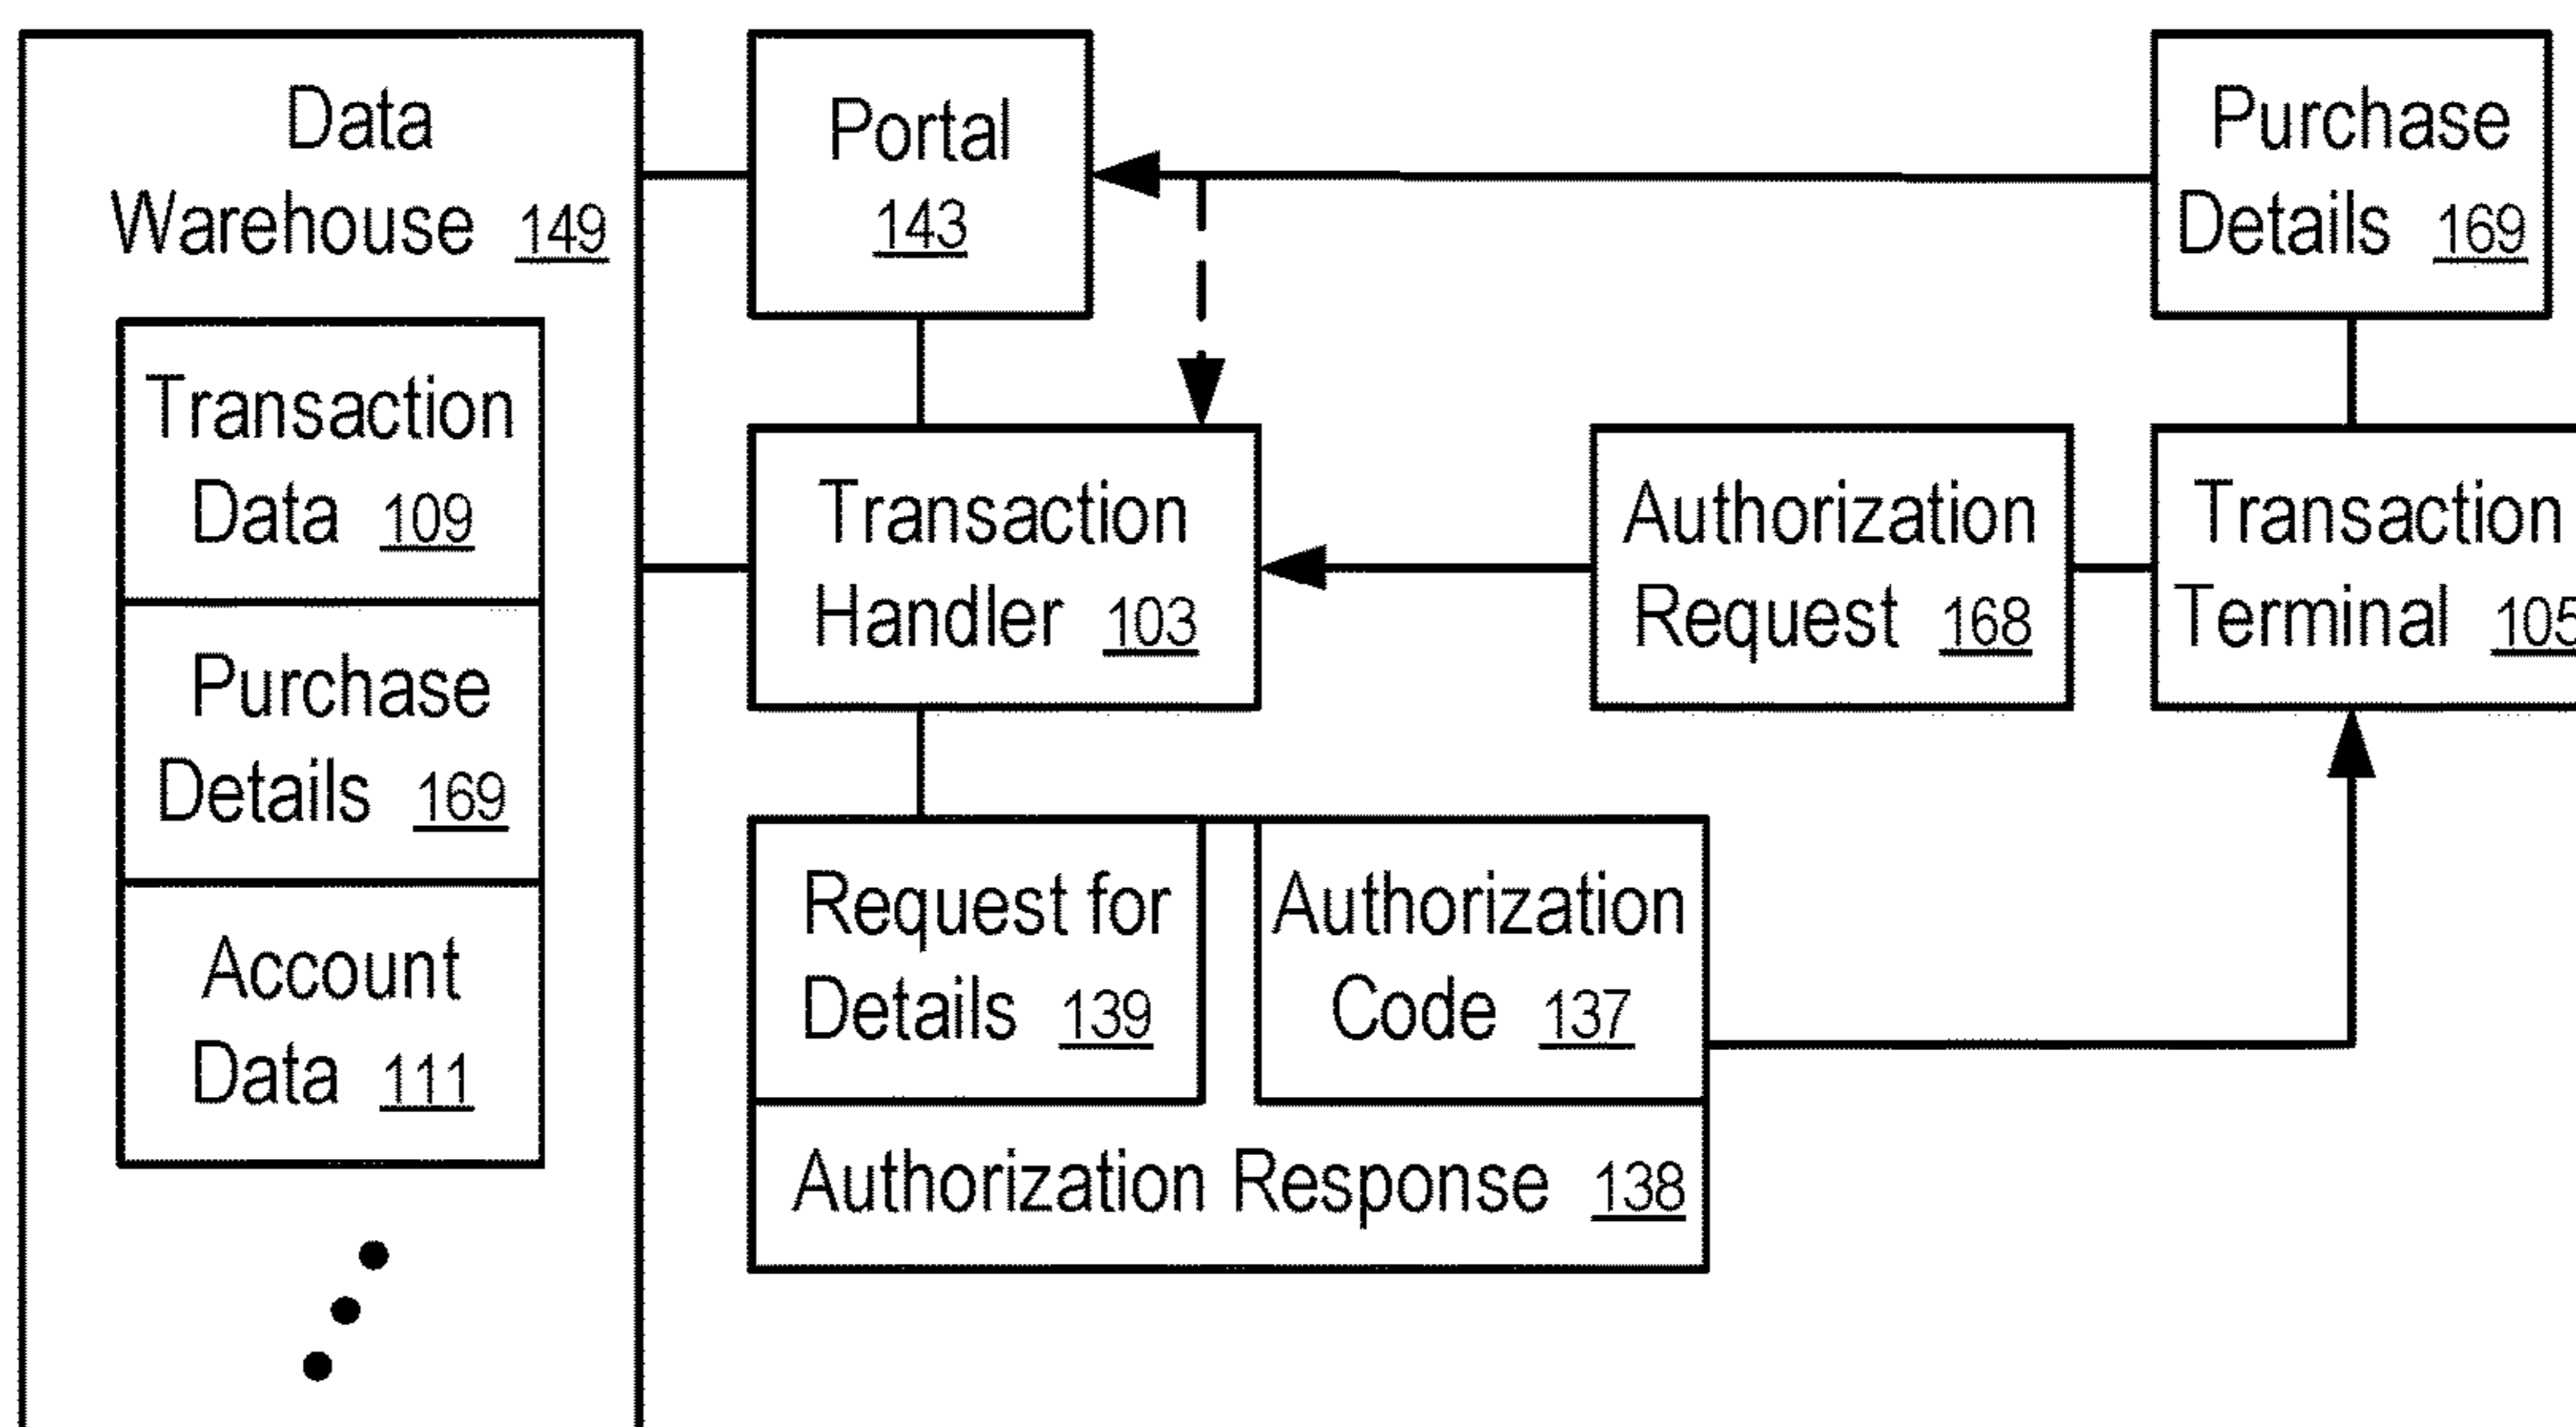 Data
Warehouse 149
Transaction
Data 109
Purchase
Details 169
Account
Data 111
Portal
143
Purchase
Details 169
Transaction
Handler 103
Authorization
Request 168
Transaction
Terminal 105
Request for
Details 139
Authorization
Code 137
Authorization Response 138